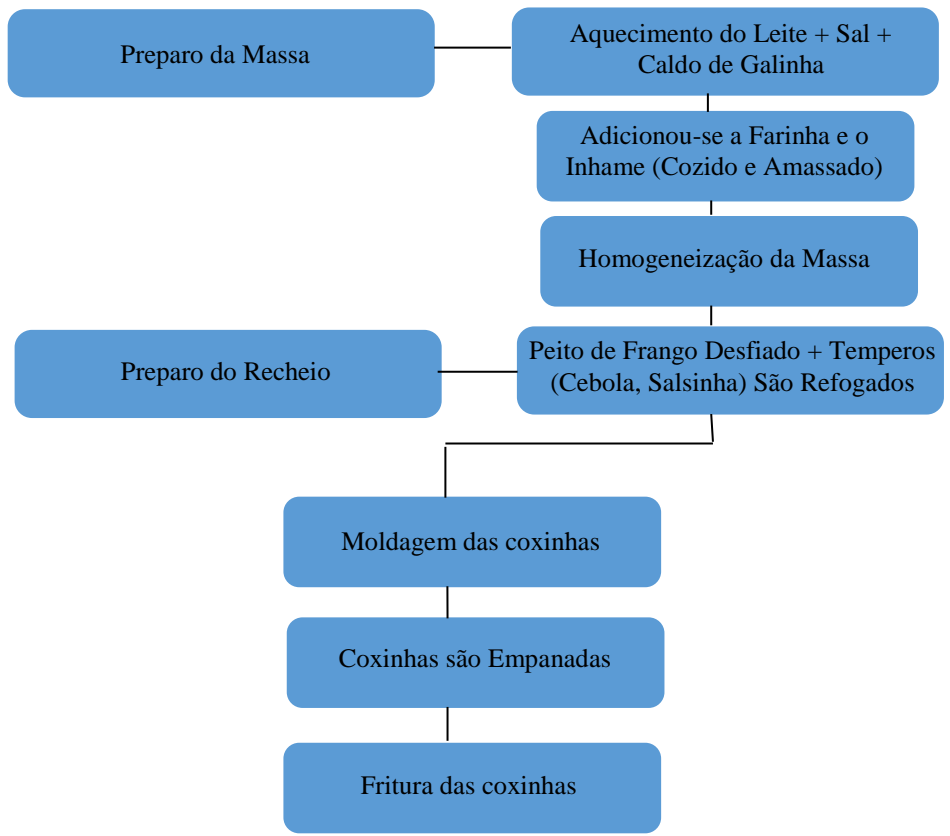 Preparo da Massa
Aquecimento do Leite + Sal +
Caldo de Galinha
Adicionou-se a Farinha e o
Inhame (Cozido e Amassado)
Homogeneização da Massa
Preparo do Recheio
Peito de Frango Desfiado + Temperos
(Cebola, Salsinha) São Refogados
Moldagem das coxinhas
Coxinhas são Empanadas
Fritura das coxinhas